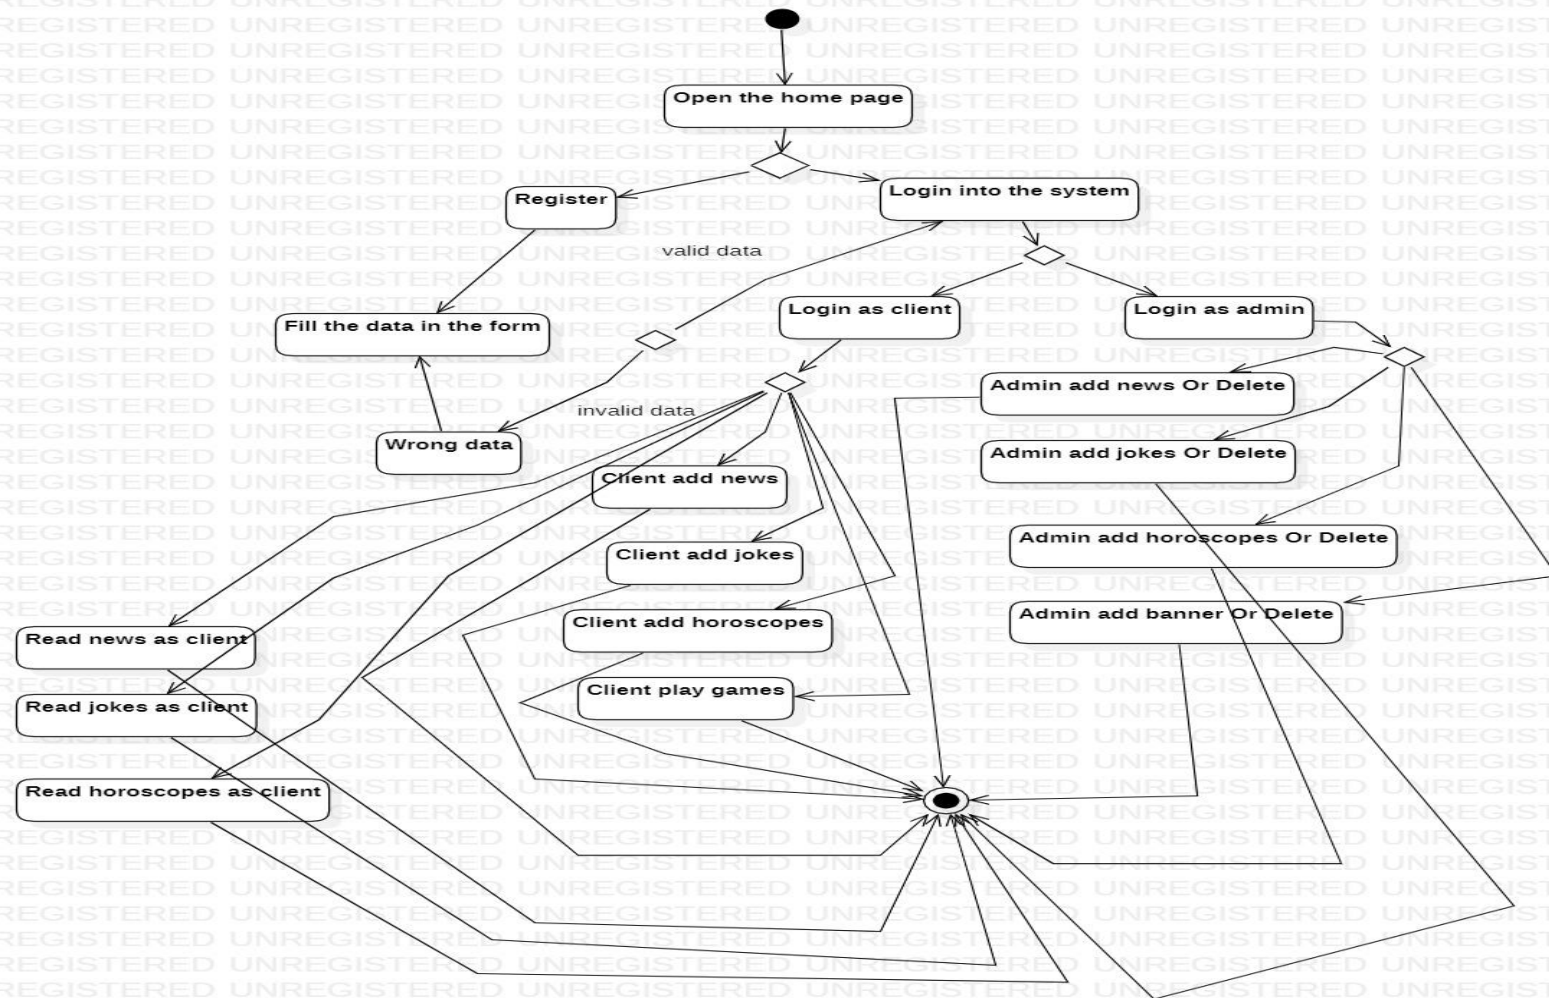 Open the home page
Register
Login into the system
valid data
Fill the data in the form
Login as client
Login as admin
invalid data
Wrong data
Admin add news Or Delete
Client add news
Admin add jokes Or Delete
Client add jokes
Admin add horoscopes Or Delete
Client add horoscopes
Admin add banner Or Delete
Read news as client
Client play games
Read jokes as client
Read horoscopes as client
UNREGISTERED